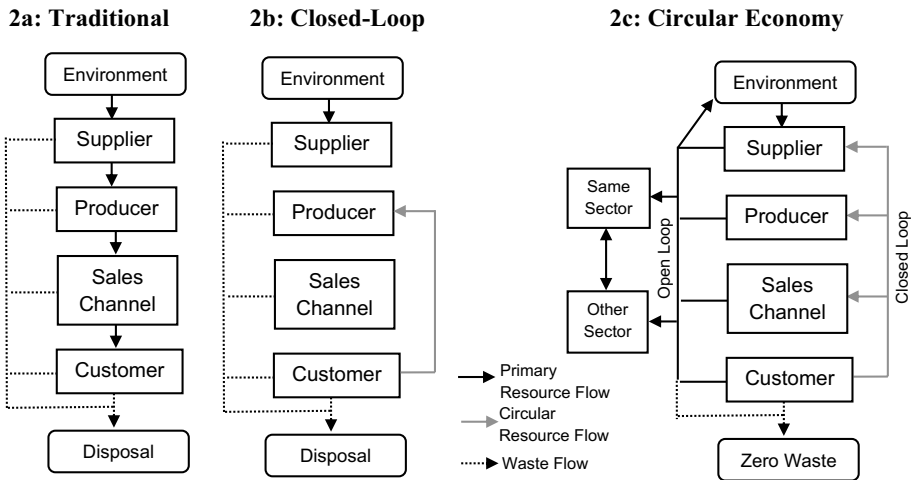 2a: Traditional
Environment
Supplier
Producer
Sales
Channel
Customer
Disposal
2b: Closed-Loop
Environment
Supplier
Producer
Sales
Channel
Customer
Disposal
Primary
Resource Flow
Circular
Resource Flow
Waste Flow
2c: Circular Economy
Environment
Supplier
Same
Sector
Producer
Open Loop
Closed Loop
Sales
Channel
Other
Sector
Customer
Zero Waste